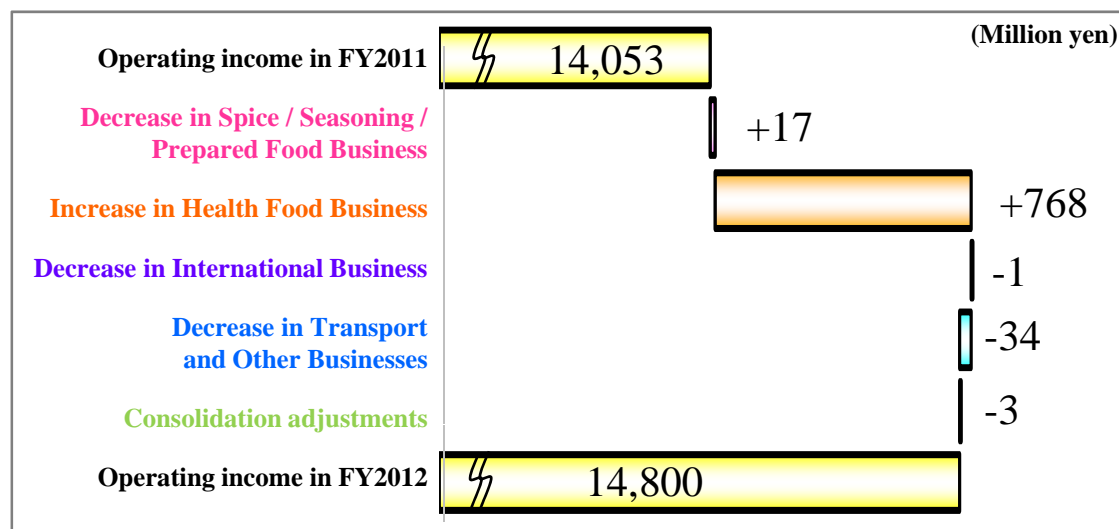 (Million yen)
Operating income in FY2011
14,053
Decrease in Spice / Seasoning /
Prepared Food Business
+17
Increase in Health Food Business
+768
Decrease in International Business
-1
Decrease in Transport
and Other Businesses
-34
Consolidation adjustments
-3
Operating income in FY2012
14,800